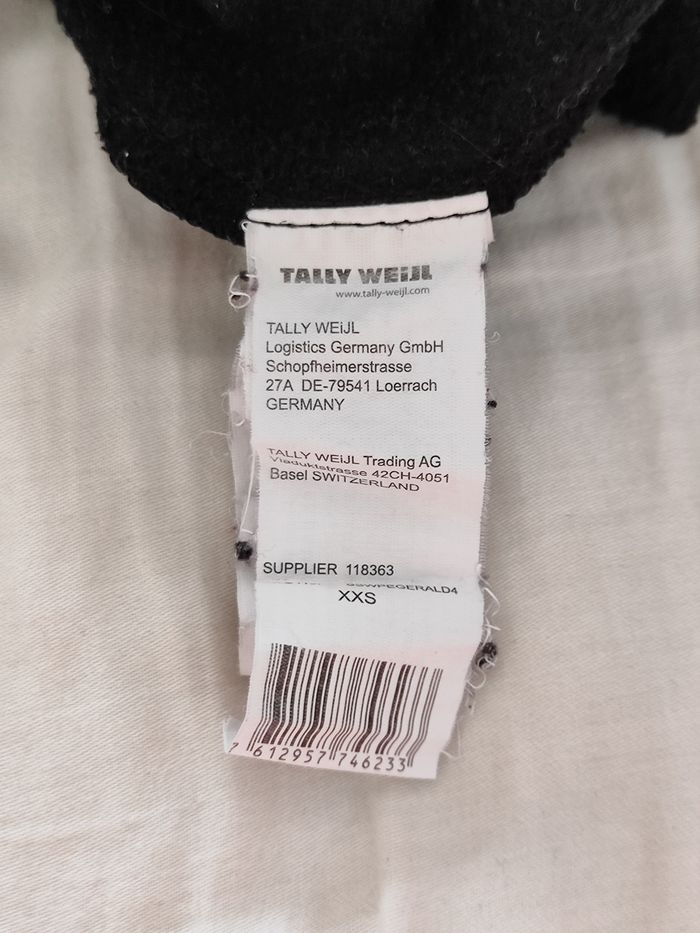 TALLY WEiJL
www.tally-weijl.com
TALLY WEiJL
Logistics Germany GmbH
Schopfheimerstrasse
27A DE-79541 Loerrach
GERMANY
TALLY WEiJL Trading AG
Viaduktstrasse 42CH-4051
Basel SWITZERLAND
SUPPLIER 118363
XXS
7 612957 746233